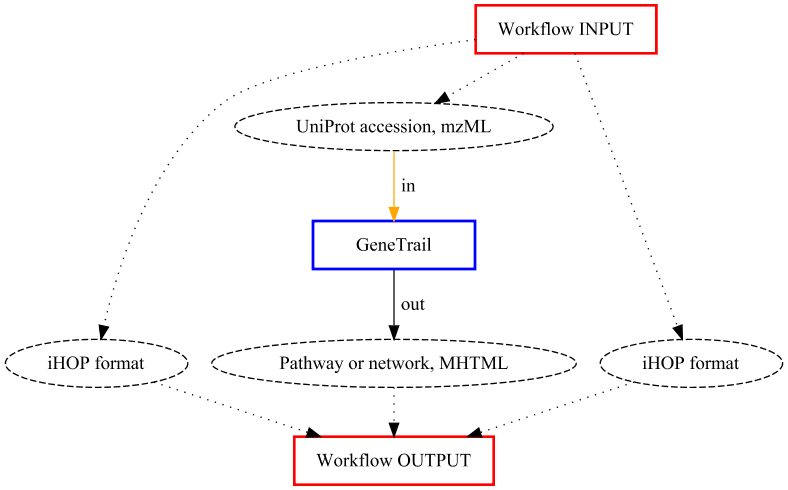 Workflow INPUT
UniProt accession, mzML
in
GeneTrail
out
iHOP format
Pathway or network, MHTML
iHOP format
Workflow OUTPUT